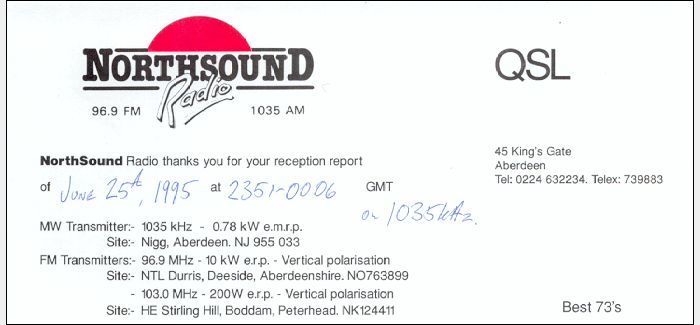 NORTHSOUND
Radio
96.9 FM 1035 AM
QSL
45 King's Gate
Aberdeen
Tel: 0224 632234. Telex: 739883
NorthSound Radio thanks you for your reception report
of June 25th, 1995 at 2351-0006 GMT
on 1035kHz.
MW Transmitter:- 1035 kHz - 0.78 kW e.m.r.p.
Site:- Nigg, Aberdeen. NJ 955 033
FM Transmitters:- 96.9 MHz - 10 kW e.r.p. - Vertical polarisation
Site:- NTL Durris, Deeside, Aberdeenshire. NO763899
- 103.0 MHz - 200W e.r.p. - Vertical polarisation
Site:- HE Stirling Hill, Boddam, Peterhead. NK124411
Best 73's